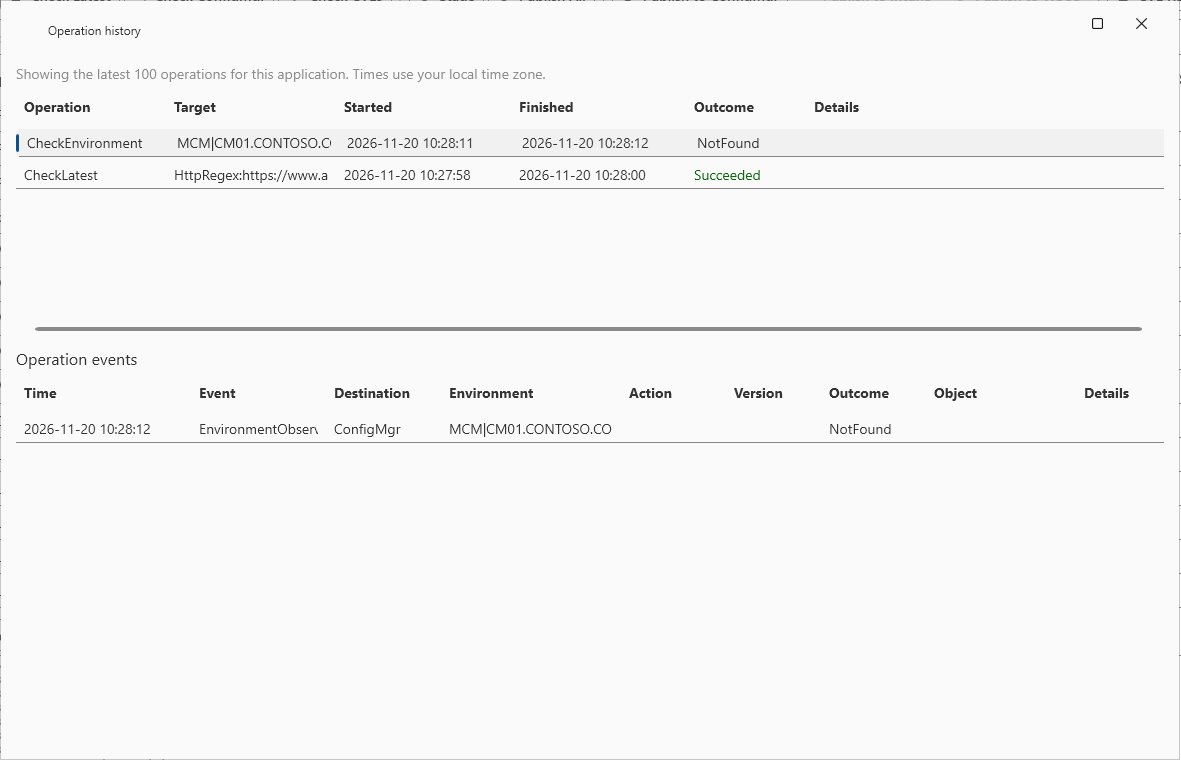 Operation history
Showing the latest 100 operations for this application. Times use your local time zone.
Operation Target Started Finished Outcome Details
CheckEnvironment MCM|CM01.CONTOSO.C 2026-11-20 10:28:11 2026-11-20 10:28:12 NotFound
CheckLatest HttpRegex:https://www.a 2026-11-20 10:27:58 2026-11-20 10:28:00 Succeeded
Operation events
Time Event Destination Environment Action Version Outcome Object Details
2026-11-20 10:28:12 EnvironmentObser ConfigMgr MCM|CM01.CONTOSO.CO NotFound